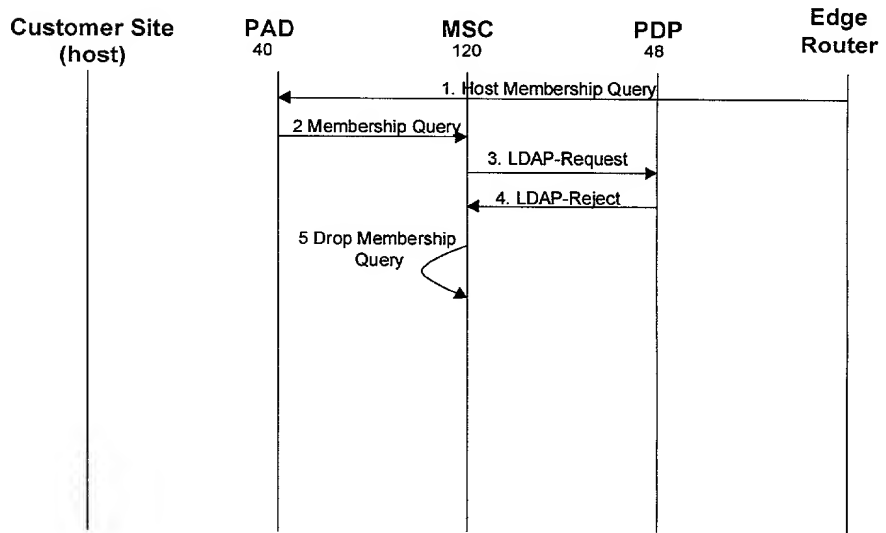 Customer Site
(host)
PAD
40
MSC
120
PDP
48
Edge
Router
1. Host Membership Query
2 Membership Query
3. LDAP-Request
4. LDAP-Reject
5 Drop Membership
Query